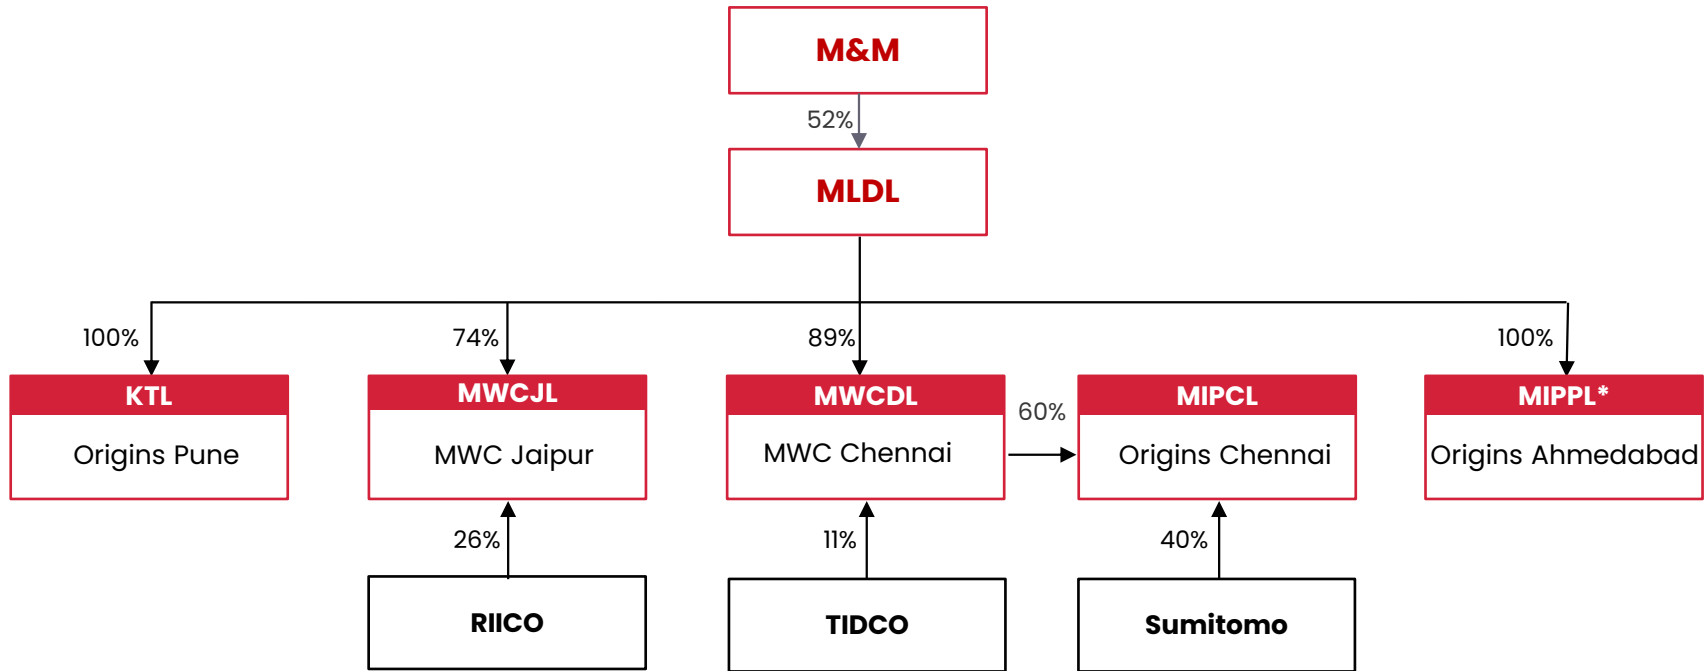 M&M
52%
MLDL
100%
74%
89%
100%
KTL
Origins Pune
MWCJL
MWC Jaipur
MWCDL
MWC Chennai
60%
MIPCL
Origins Chennai
MIPPL*
Origins Ahmedabad
26%
11%
40%
RIICO
TIDCO
Sumitomo